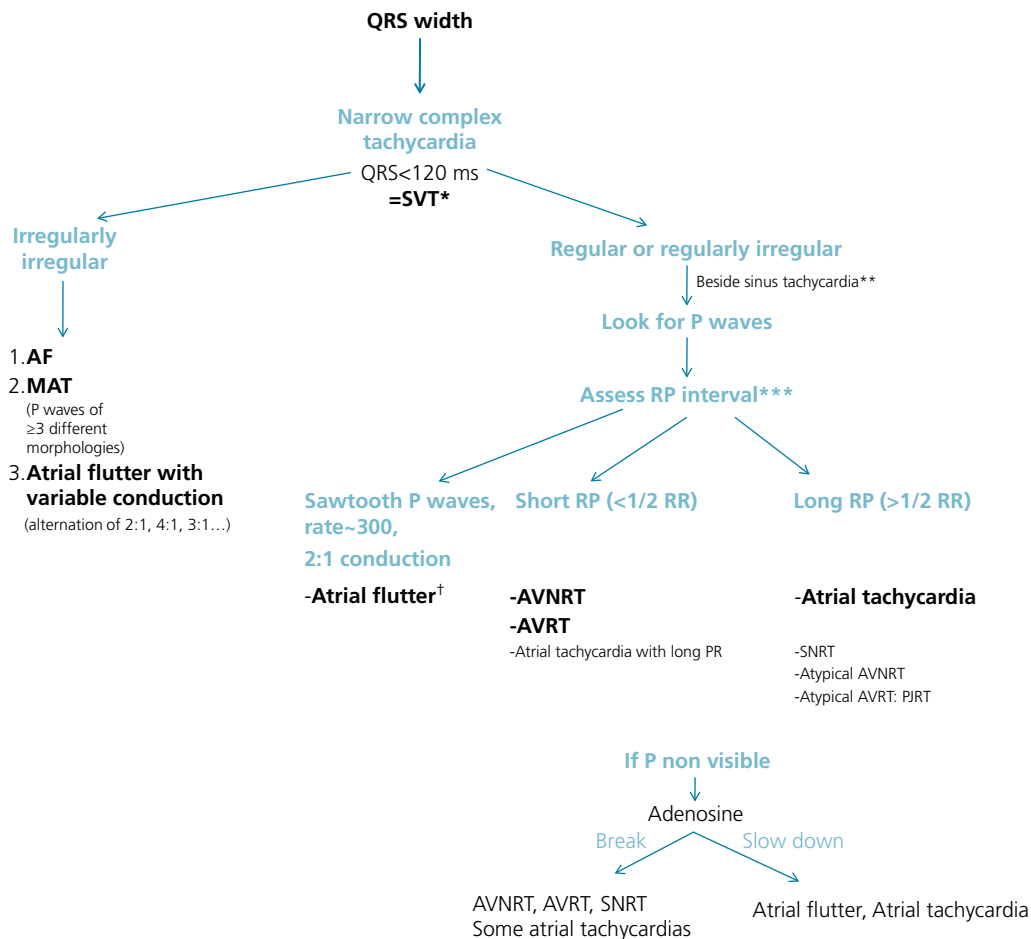 QRS width
Narrow complex
tachycardia
QRS<120 ms
=SVT*
Irregularly
irregular
1.AF
2.MAT
(P waves of
≥3 different
morphologies)
3.Atrial flutter with
variable conduction
(alternation of 2:1, 4:1, 3:1…)
Regular or regularly irregular
Beside sinus tachycardia**
Look for P waves
Assess RP interval***
Sawtooth P waves,
rate~300,
2:1 conduction
-Atrial flutter†
Short RP (<1/2 RR)
-AVNRT
-AVRT
-Atrial tachycardia with long PR
Long RP (>1/2 RR)
-Atrial tachycardia
-SNRT
-Atypical AVNRT
-Atypical AVRT: PJRT
If P non visible
Adenosine
Break
Slow down
AVNRT, AVRT, SNRT
Some atrial tachycardias
Atrial flutter, Atrial tachycardia